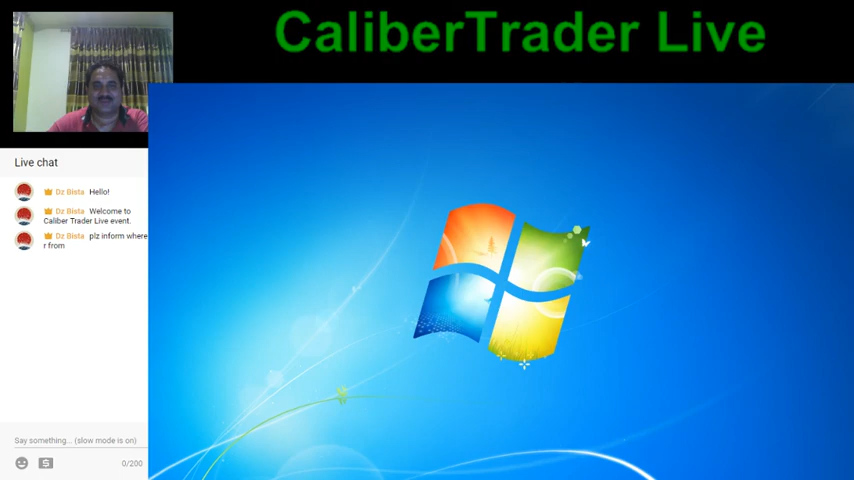 CaliberTrader Live
Live chat
Dz Bista Hello!
Dz Bista Welcome to
Caliber Trader Live event.
Dz Bista plz inform where
r from
Say something... (slow mode is on)
0/200